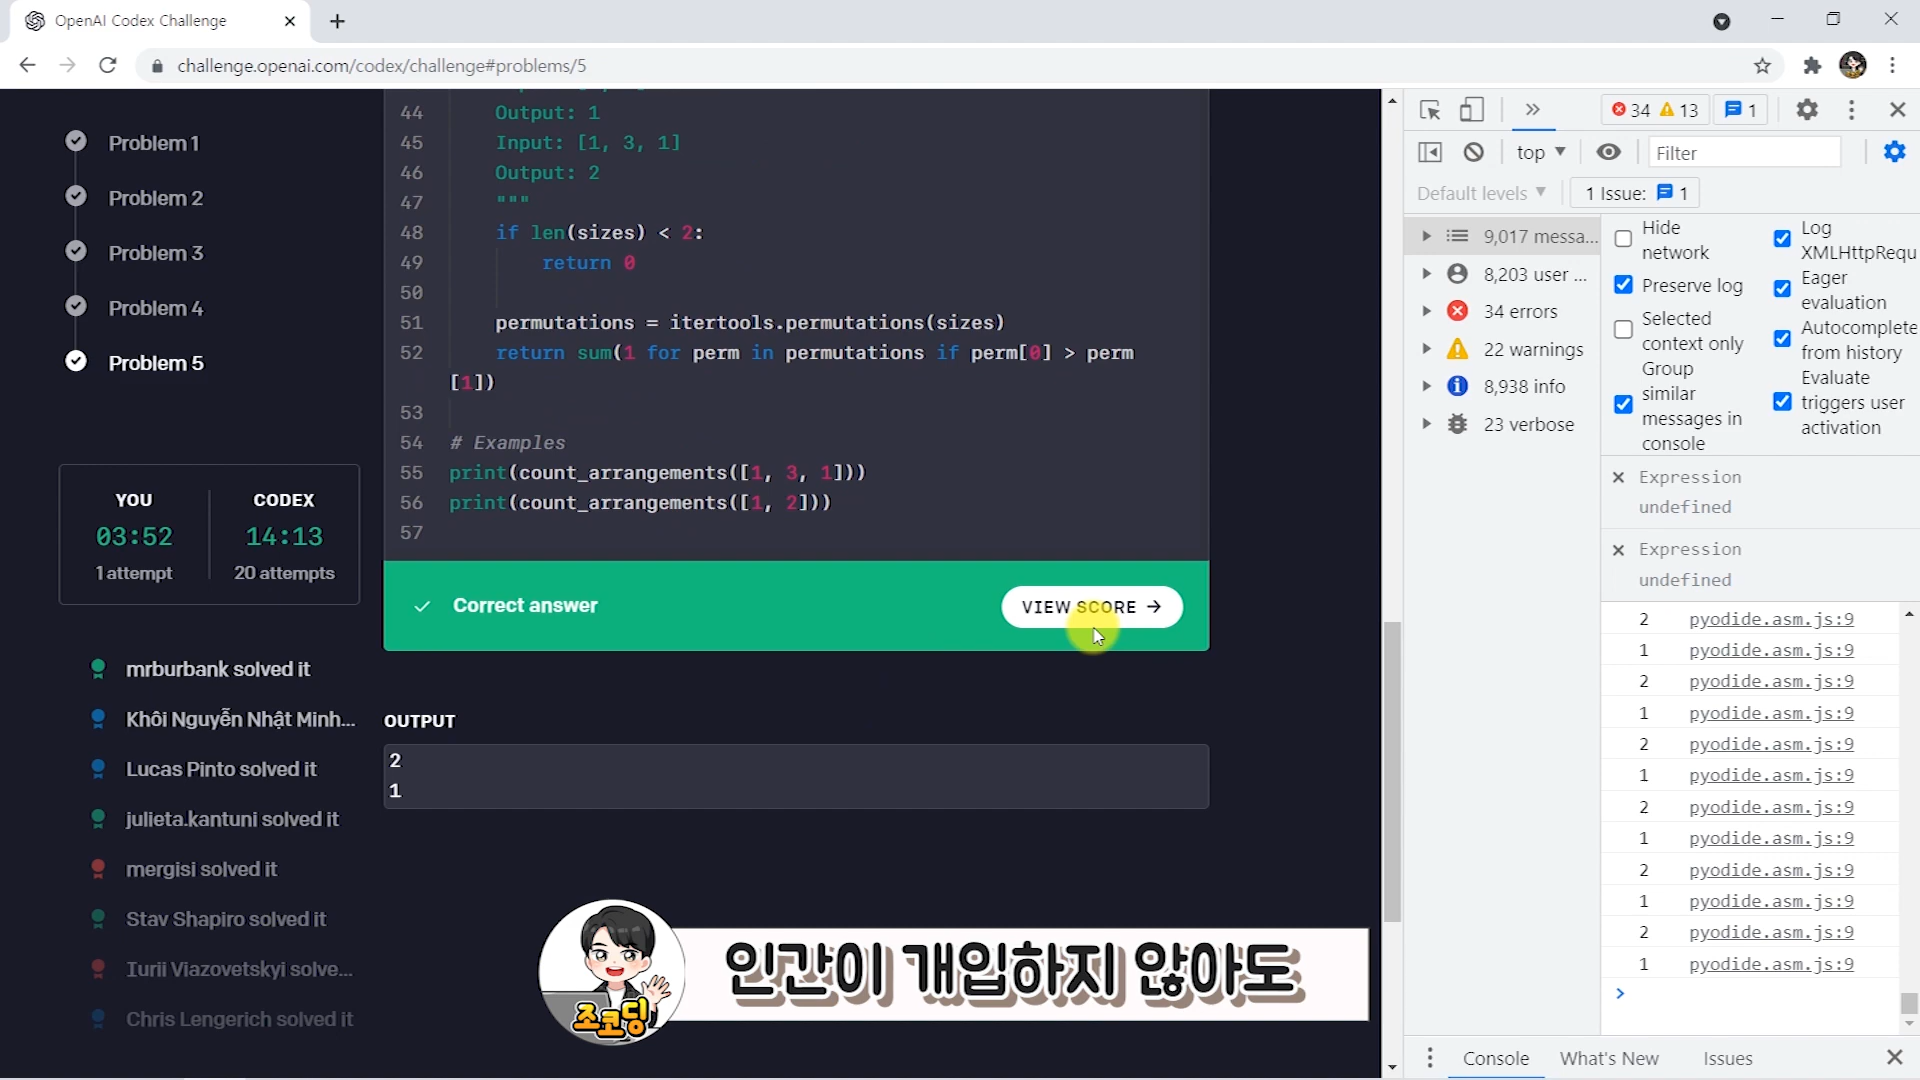 OpenAI Codex Challenge
challenge.openai.com/codex/challenge#problems/5
Problem 1
Problem 2
Problem 3
Problem 4
Problem 5
YOU
03:52
1 attempt
CODEX
14:13
20 attempts
mrburbank solved it
Khôi Nguyễn Nhật Minh...
Lucas Pinto solved it
julieta.kantuni solved it
mergisi solved it
Stav Shapiro solved it
Iurii Viazovetskyi solve...
Chris Lengerich solved it
44 Output: 1
45 Input: [1, 3, 1]
46 Output: 2
47 """
48 if len(sizes) < 2:
49 return 0
50
51 permutations = itertools.permutations(sizes)
52 return sum(1 for perm in permutations if perm[0] > perm
[1])
53
54 # Examples
55 print(count_arrangements([1, 3, 1]))
56 print(count_arrangements([1, 2]))
57
Correct answer
VIEW SCORE →
OUTPUT
2
1
조코딩
인간이 개입하지 않아도
34 13 1
top
Filter
Default levels
1 Issue: 1
9,017 messa...
8,203 user ...
34 errors
22 warnings
8,938 info
23 verbose
Hide
network
Preserve log
Selected
context only
Group
similar
messages in
console
Log
XMLHttpRequ
Eager
evaluation
Autocomplete
from history
Evaluate
triggers user
activation
Expression
undefined
Expression
undefined
2 pyodide.asm.js:9
1 pyodide.asm.js:9
2 pyodide.asm.js:9
1 pyodide.asm.js:9
2 pyodide.asm.js:9
1 pyodide.asm.js:9
2 pyodide.asm.js:9
1 pyodide.asm.js:9
2 pyodide.asm.js:9
1 pyodide.asm.js:9
2 pyodide.asm.js:9
1 pyodide.asm.js:9
Console
What's New
Issues